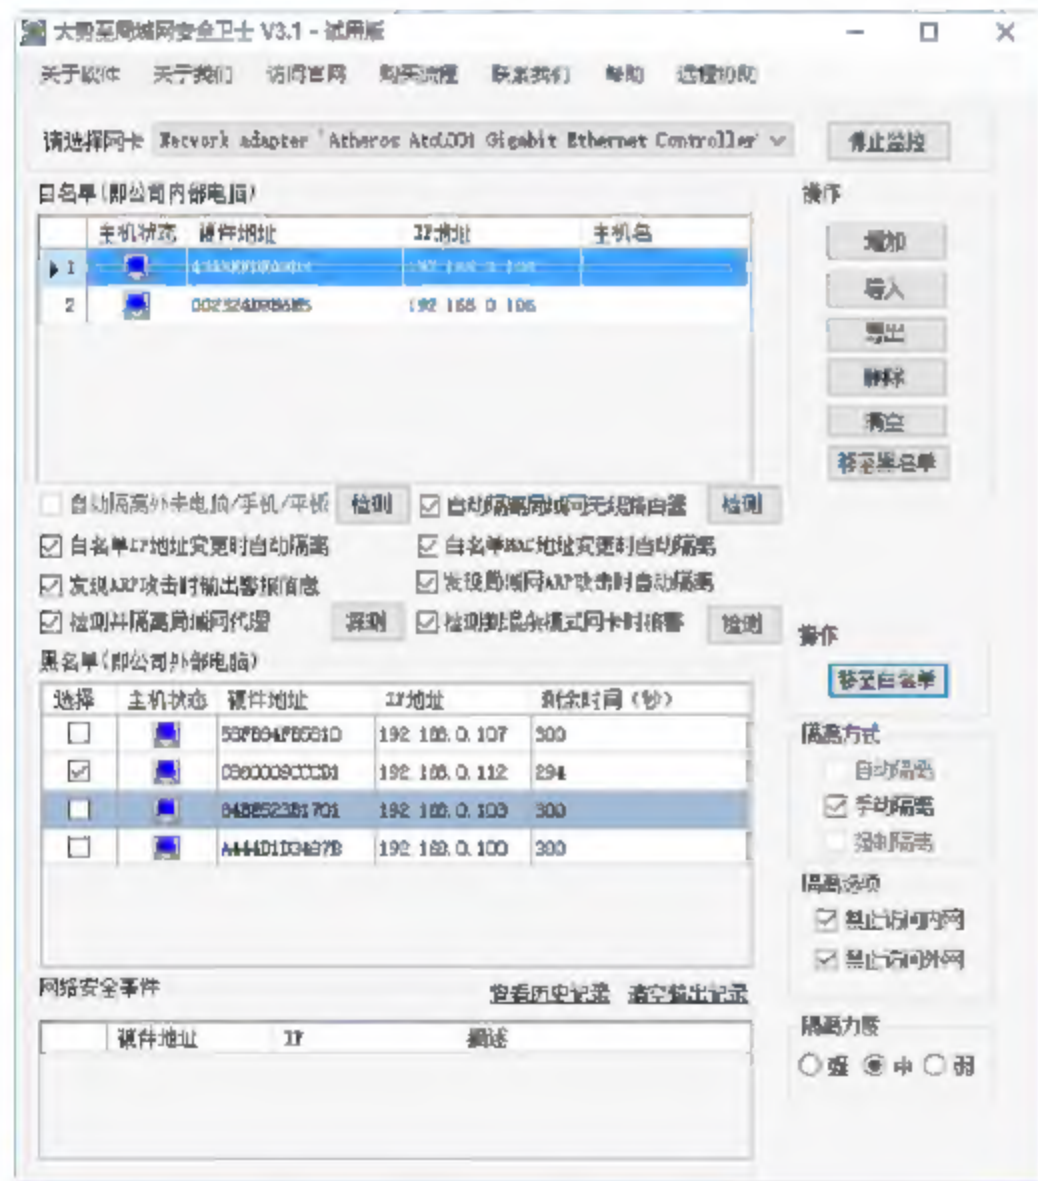 大势至局域网安全卫士 V3.1 - 试用版
关于软件 关于我们 访问官网 购买流程 联系我们 帮助 远程协助
请选择网卡 Network adapter 'Atheros Gigabit Ethernet Controller' 停止监控
白名单(即公司内部电脑) 操作
主机状态 硬件地址 IP地址 主机名
1
2 192.168.0.106
增加
导入
导出
删除
清空
移至黑名单
自动隔离外来电脑/手机/平板 检测 自动隔离局域网无线路由器 检测
白名单IP地址变更时自动隔离 白名单MAC地址变更时自动隔离
发现ARP攻击时输出警报信息 发现局域网ARP攻击时自动隔离
检测并隔离局域网代理 探测 检测到混杂模式网卡时报警 检测
黑名单(即公司外部电脑) 操作
移至白名单
选择 主机状态 硬件地址 IP地址 剩余时间(秒)
192.168.0.107 300
192.168.0.112 294
192.168.0.103 300
192.168.0.100 300
隔离方式
自动隔离
手动隔离
强制隔离
隔离选项
禁止访问内网
禁止访问外网
网络安全事件 查看历史记录 清空输出记录
硬件地址 IP 描述
隔离力度
强 中 弱